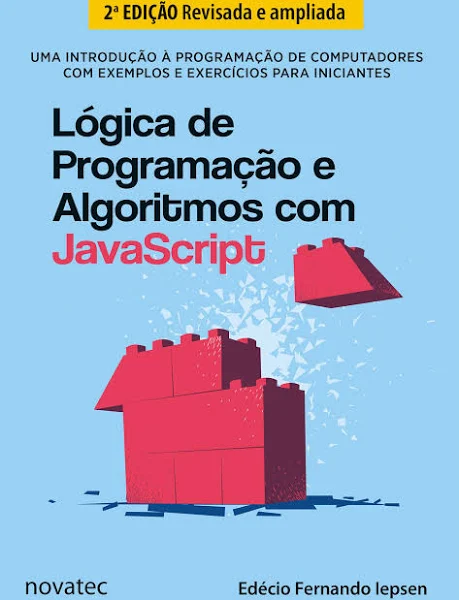 2ª EDIÇÃO Revisada e ampliada
UMA INTRODUÇÃO À PROGRAMAÇÃO DE COMPUTADORES
COM EXEMPLOS E EXERCÍCIOS PARA INICIANTES
Lógica de
Programação e
Algoritmos com
JavaScript
novatec
Edécio Fernando Iepsen